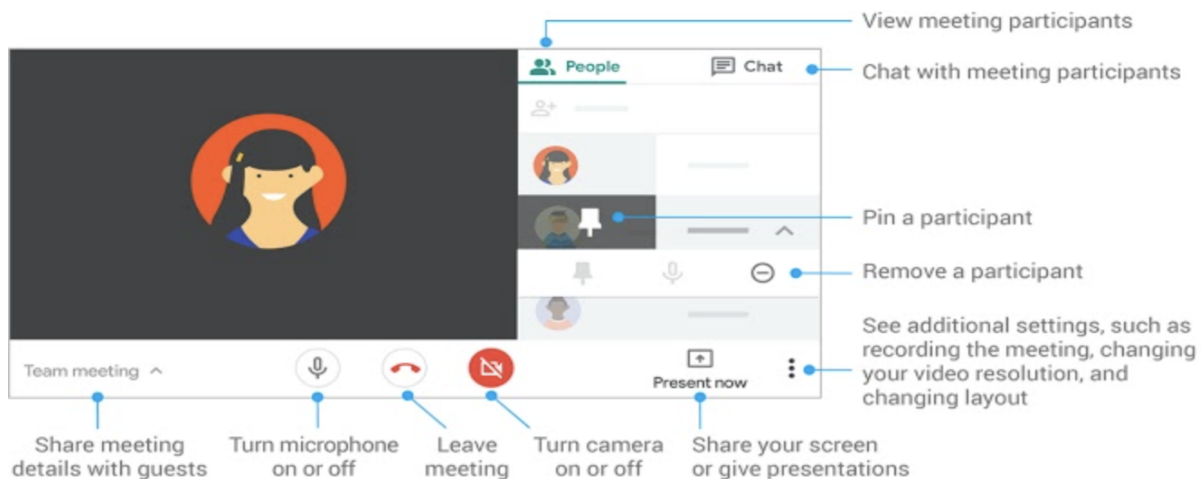 View meeting participants
People
Chat
Chat with meeting participants
Pin a participant
Remove a participant
See additional settings, such as
recording the meeting, changing
your video resolution, and
changing layout
Team meeting
Present now
Share meeting
details with guests
Turn microphone
on or off
Leave
meeting
Turn camera
on or off
Share your screen
or give presentations